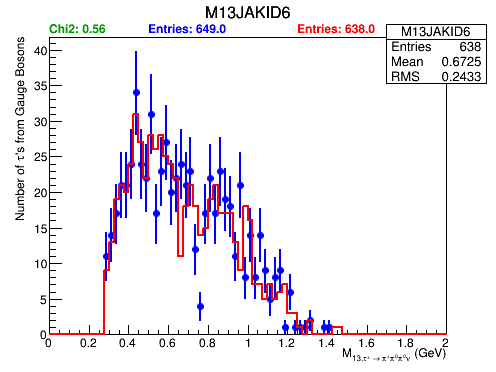 M13JAKID6
Chi2: 0.56 Entries: 649.0 Entries: 638.0
M13JAKID6
Entries 638
Mean 0.6725
RMS 0.2433
Number of τ's from Gauge Bosons
40
35
30
25
20
15
10
5
0
0 0.2 0.4 0.6 0.8 1 1.2 1.4 1.6 1.8 2
M13,τ⁺→π⁺π⁰π⁰ν (GeV)